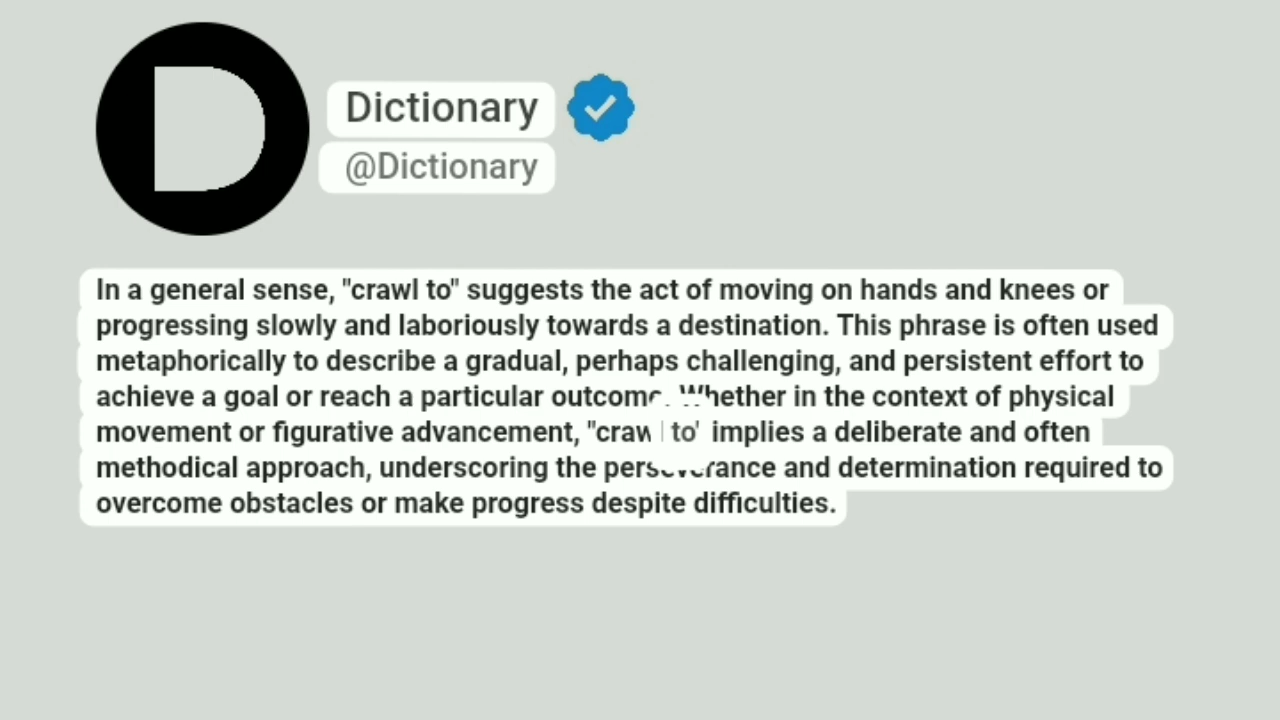 D
Dictionary
@Dictionary
In a general sense, "crawl to" suggests the act of moving on hands and knees or
progressing slowly and laboriously towards a destination. This phrase is often used
metaphorically to describe a gradual, perhaps challenging, and persistent effort to
achieve a goal or reach a particular outcome. Whether in the context of physical
movement or figurative advancement, "crawl to" implies a deliberate and often
methodical approach, underscoring the perseverance and determination required to
overcome obstacles or make progress despite difficulties.